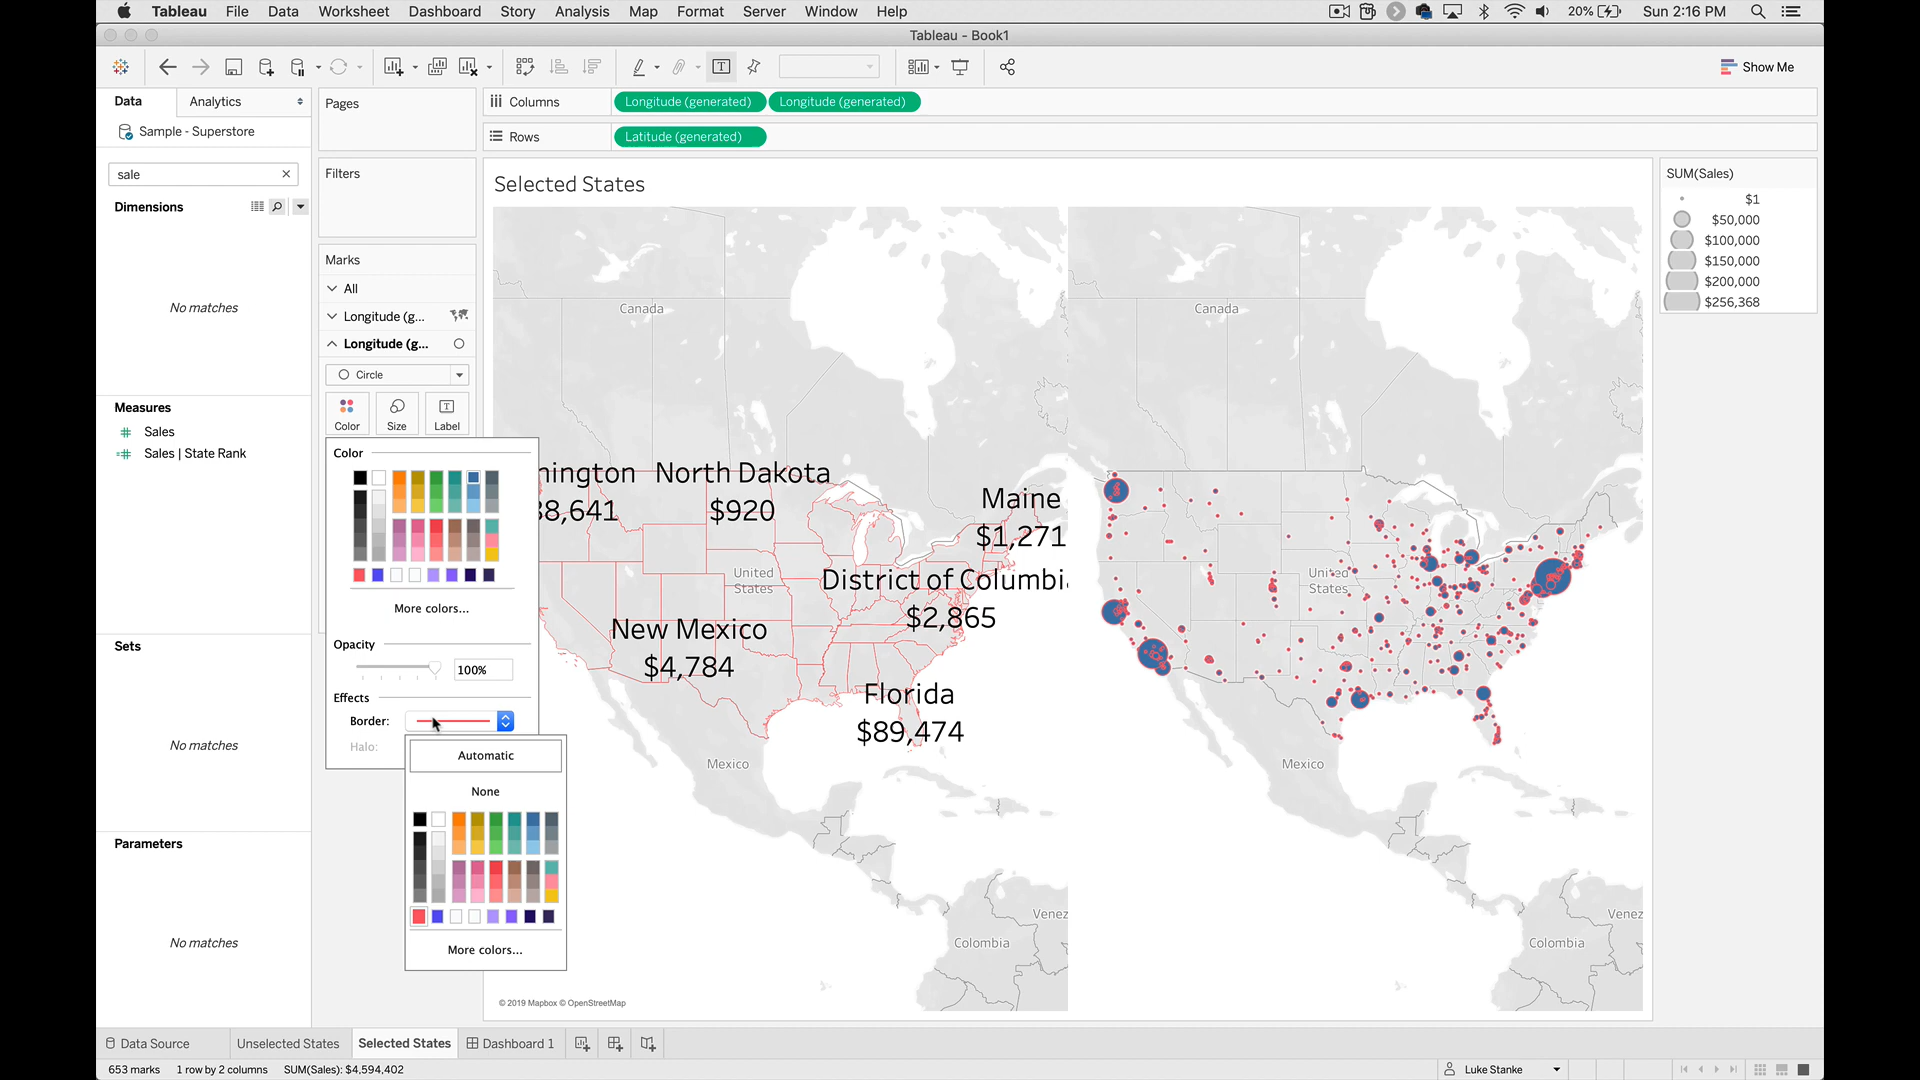 Tableau File Data Worksheet Dashboard Story Analysis Map Format Server Window Help
20% Sun 2:16 PM
Tableau - Book1
Show Me
Data Analytics
Sample - Superstore
sale
Dimensions
No matches
Measures
Sales
Sales | State Rank
Sets
No matches
Parameters
No matches
Pages
Filters
Marks
All
Longitude (g...
Longitude (g...
Circle
Color Size Label
Color
More colors...
Opacity
100%
Effects
Border:
Halo:
Automatic
None
More colors...
Columns Longitude (generated) Longitude (generated)
Rows Latitude (generated)
Selected States
Canada
hington
38,641
North Dakota
$920
Maine
$1,271
United
States
District of Columbi
$2,865
New Mexico
$4,784
Florida
$89,474
Mexico
Venez
Colombia
© 2019 Mapbox © OpenStreetMap
Canada
United
States
Mexico
Venez
Colombia
SUM(Sales)
$1
$50,000
$100,000
$150,000
$200,000
$256,368
Data Source Unselected States Selected States Dashboard 1
653 marks 1 row by 2 columns SUM(Sales): $4,594,402 Luke Stanke